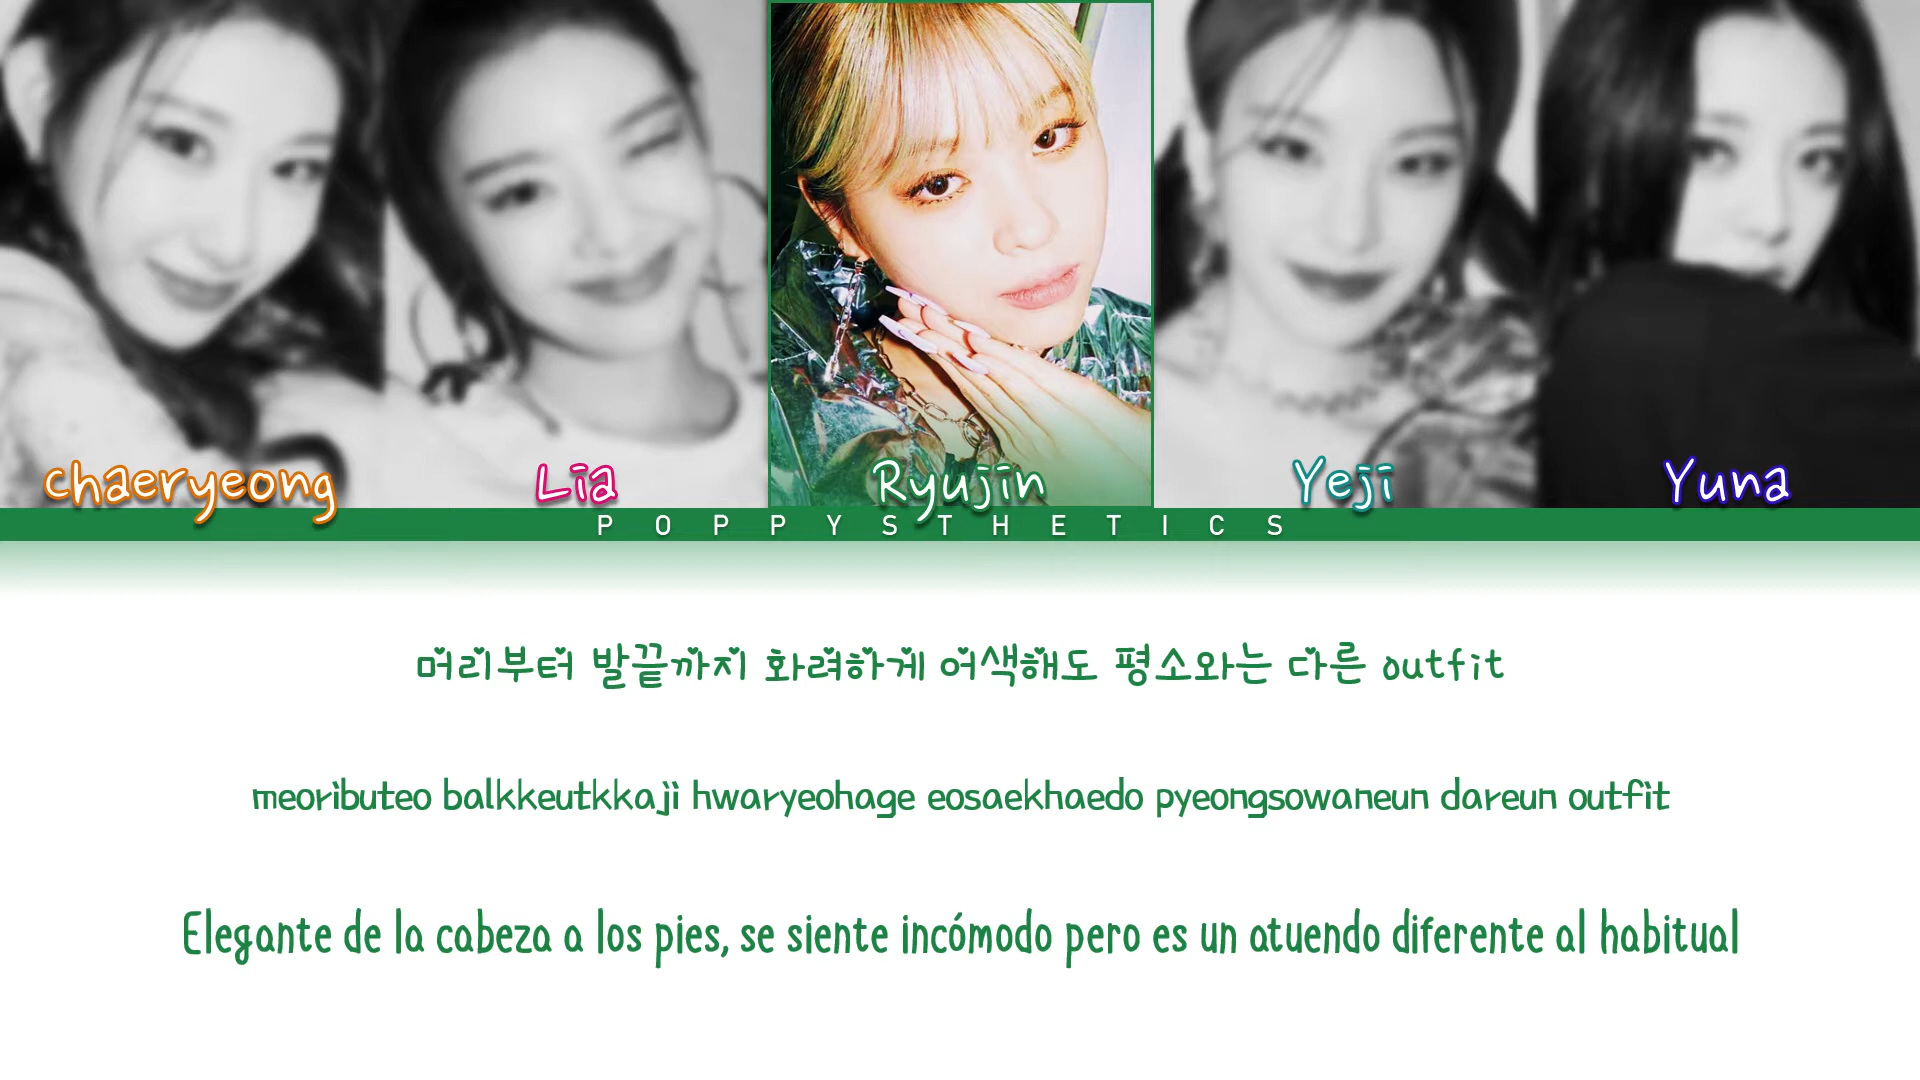 chaeryeong Lia Ryujin Yeji Yuna
POPPYSTHETICS
머리부터 발끝까지 화려하게 어색해도 평소와는 다른 outfit
meoributeo balkkeutkkaji hwaryeohage eosaekhaedo pyeongsowaneun dareun outfit
Elegante de la cabeza a los pies, se siente incómodo pero es un atuendo diferente al habitual